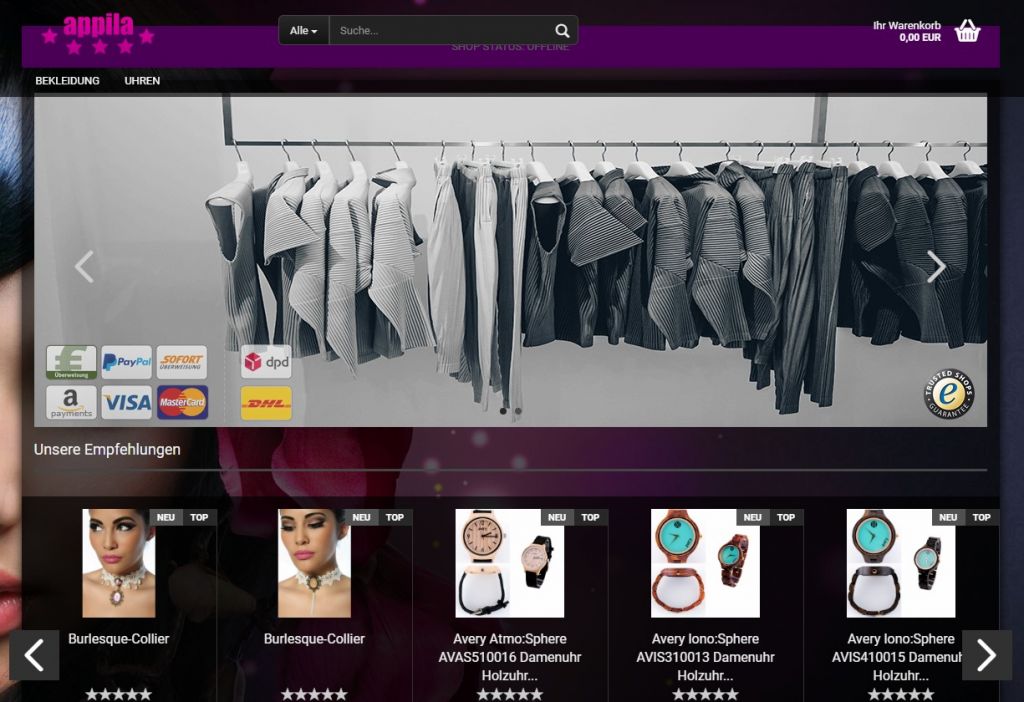 appila
Alle
Suche...
Ihr Warenkorb
0,00 EUR
SHOP STATUS: OFFLINE
BEKLEIDUNG
UHREN
Überweisung
PayPal
SOFORT
ÜBERWEISUNG
dpd
a
payments
VISA
MasterCard
DHL
TRUSTED SHOPS
e
GUARANTEE
Unsere Empfehlungen
NEU TOP
NEU TOP
NEU TOP
NEU TOP
NEU TOP
Burlesque-Collier
Burlesque-Collier
Avery Atmo:Sphere
AVAS510016 Damenuhr
Holzuhr...
Avery Iono:Sphere
AVIS310013 Damenuhr
Holzuhr...
Avery Iono:Sphere
AVIS410015 Damenuh
Holzuhr...